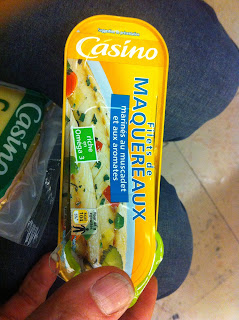 Casino
Filets de
MAQUEREAUX
marinés au muscadet
et aux aromates
riche
en
Oméga 3
Casino